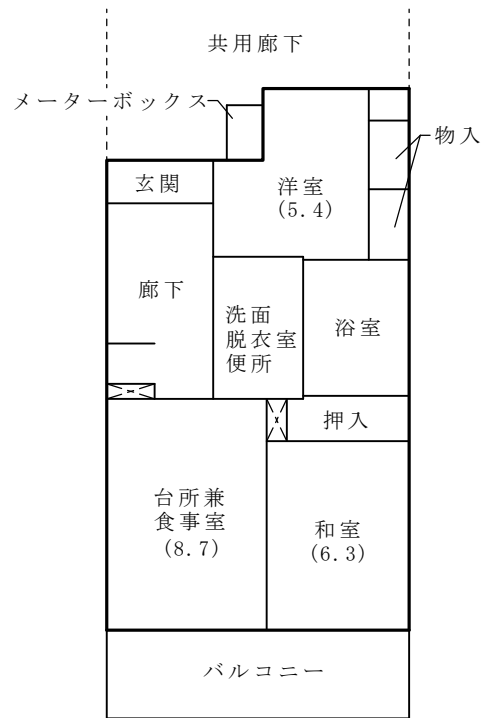 共用廊下
メーターボックス
物入
玄関
洋室
(5.4)
廊下
洗面
脱衣室
便所
浴室
押入
台所兼
食事室
(8.7)
和室
(6.3)
バルコニー